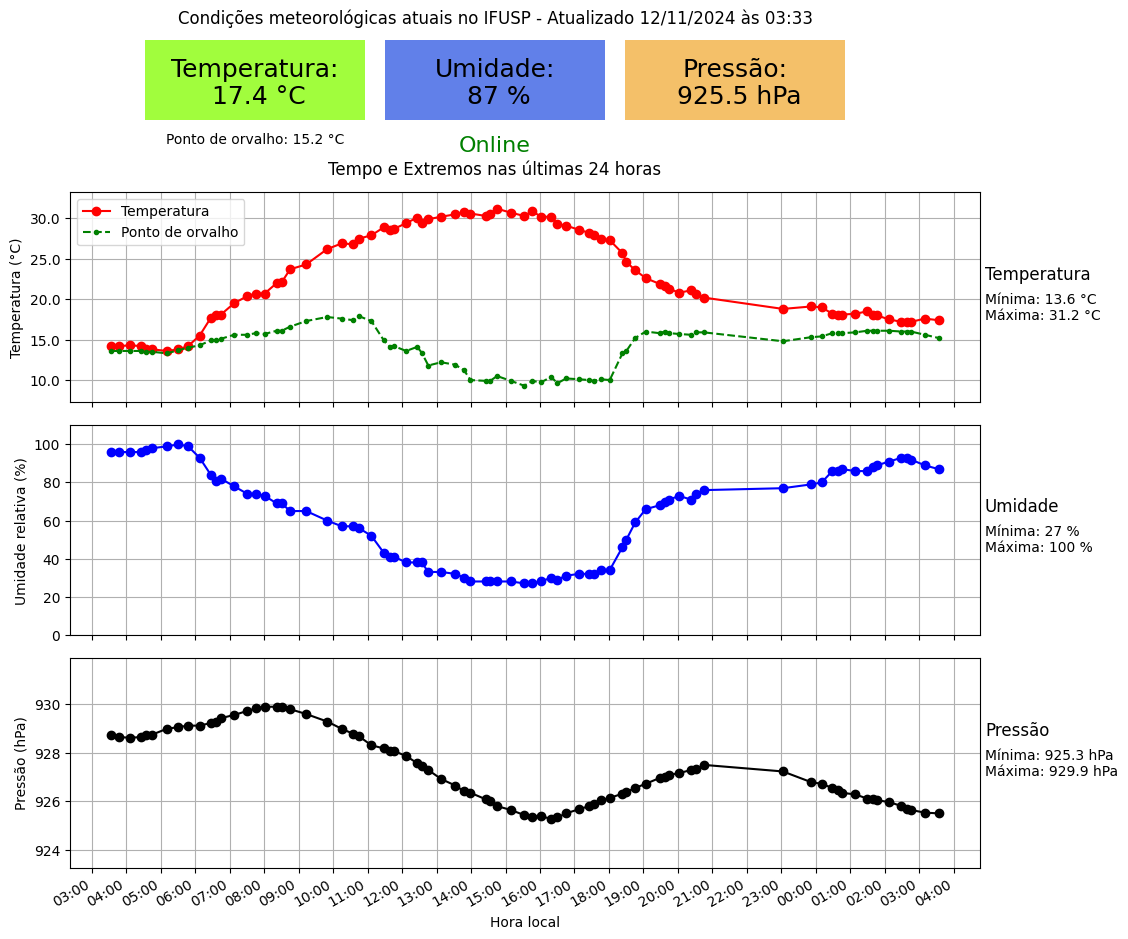 Condições meteorológicas atuais no IFUSP - Atualizado 12/11/2024 às 03:33
Temperatura:
17.4 °C
Umidade:
87 %
Pressão:
925.5 hPa
Ponto de orvalho: 15.2 °C
Online
Tempo e Extremos nas últimas 24 horas
Temperatura (°C)
30.0
25.0
20.0
15.0
10.0
Temperatura
Ponto de orvalho
Temperatura
Mínima: 13.6 °C
Máxima: 31.2 °C
Umidade relativa (%)
100
80
60
40
20
0
Umidade
Mínima: 27 %
Máxima: 100 %
Pressão (hPa)
930
928
926
924
Pressão
Mínima: 925.3 hPa
Máxima: 929.9 hPa
03:00 04:00 05:00 06:00 07:00 08:00 09:00 10:00 11:00 12:00 13:00 14:00 15:00 16:00 17:00 18:00 19:00 20:00 21:00 22:00 23:00 00:00 01:00 02:00 03:00 04:00
Hora local